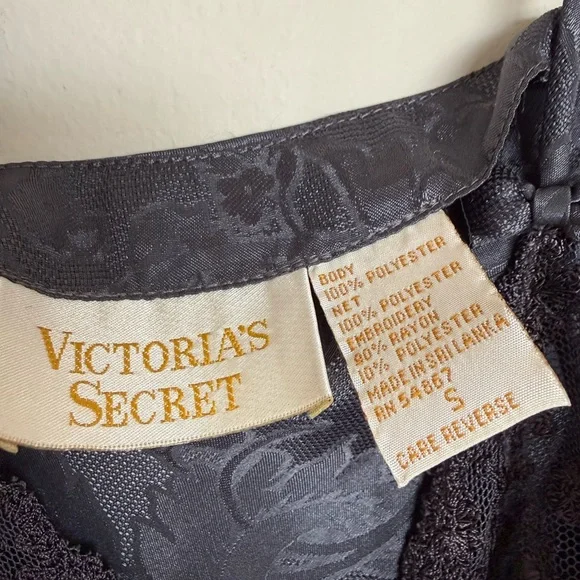 VICTORIA'S
SECRET
BODY
100% POLYESTER
NET
100% POLYESTER
EMBROIDERY
90% RAYON
10% POLYESTER
MADE IN SRI LANKA
RN 54867
S
CARE REVERSE